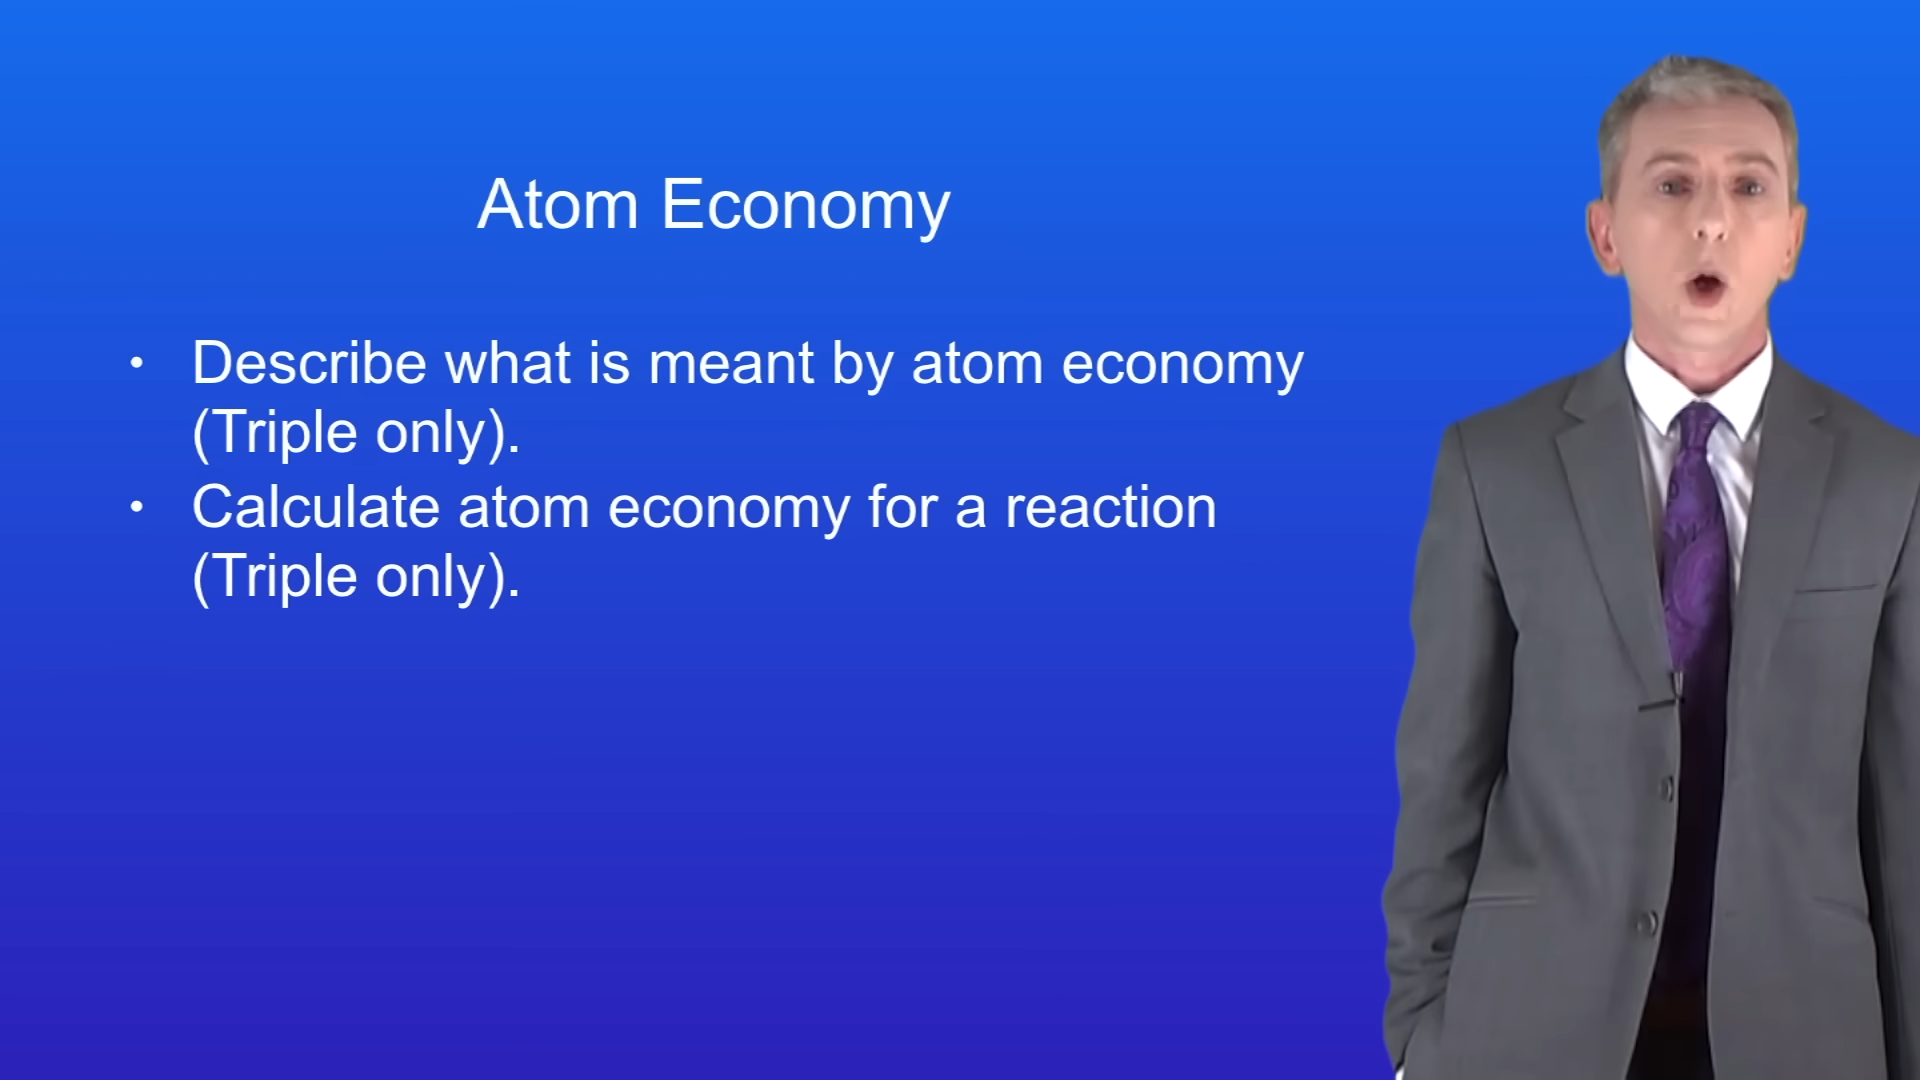 Atom Economy
• Describe what is meant by atom economy
(Triple only).
• Calculate atom economy for a reaction
(Triple only).